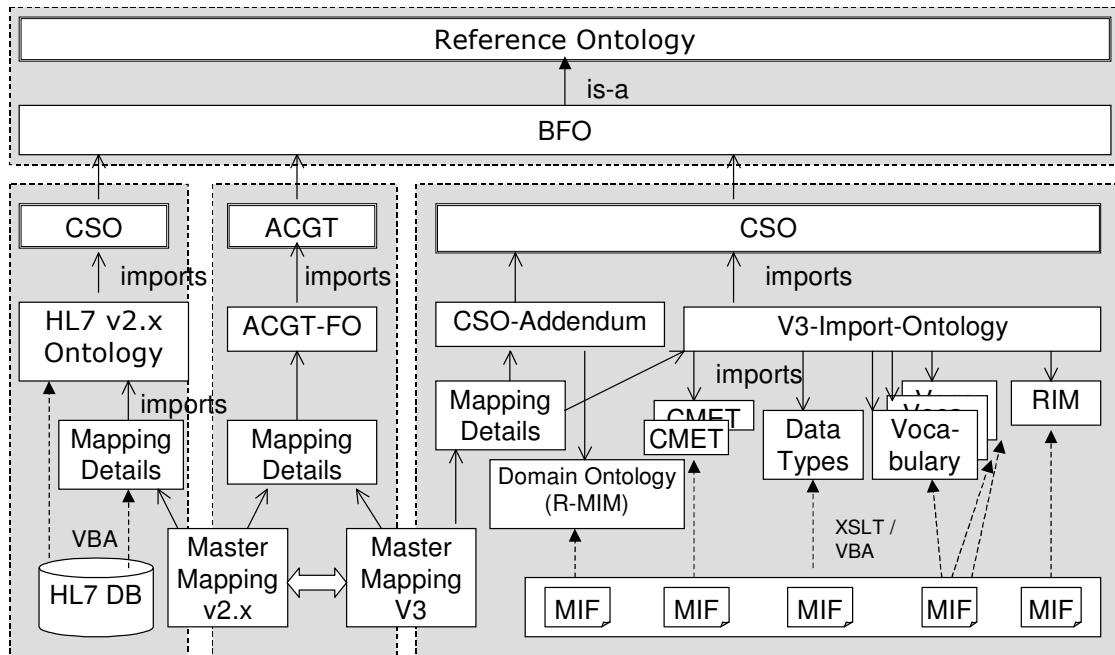 Reference Ontology
is-a
BFO
CSO
ACGT
CSO
imports
imports
imports
HL7 v2.x
Ontology
ACGT-FO
CSO-Addendum
V3-Import-Ontology
imports
imports
Mapping
Details
Mapping
Details
Mapping
Details
CMET
CMET
Data
Types
Voca-
bulary
RIM
Domain Ontology
(R-MIM)
VBA
XSLT /
VBA
HL7 DB
Master
Mapping
v2.x
Master
Mapping
V3
MIF
MIF
MIF
MIF
MIF